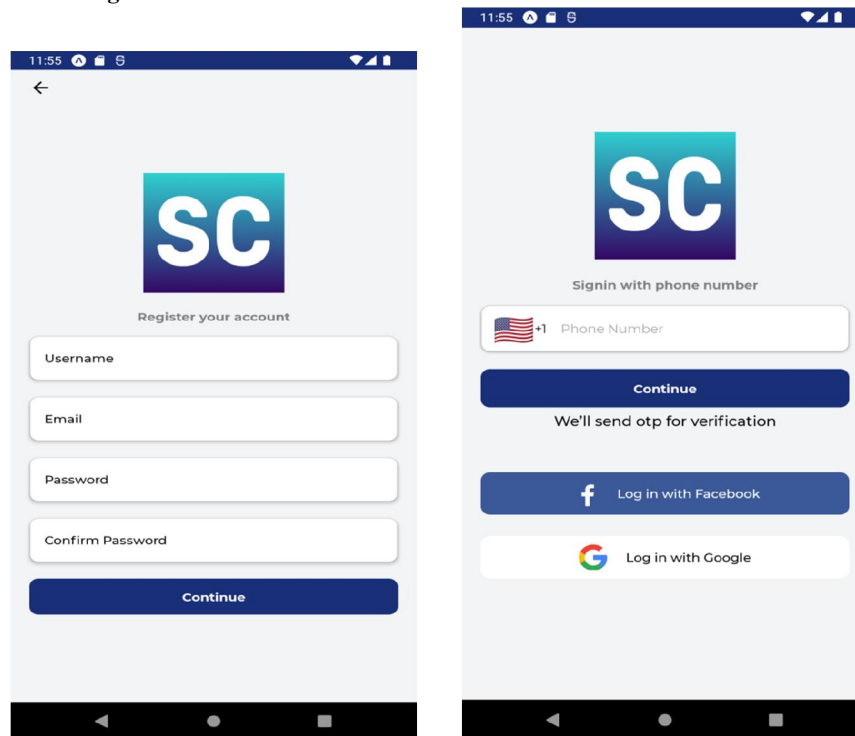 11:55
SC
Register your account
Username
Email
Password
Confirm Password
Continue
11:55
SC
Signin with phone number
+1 Phone Number
Continue
We'll send otp for verification
f Log in with Facebook
G Log in with Google